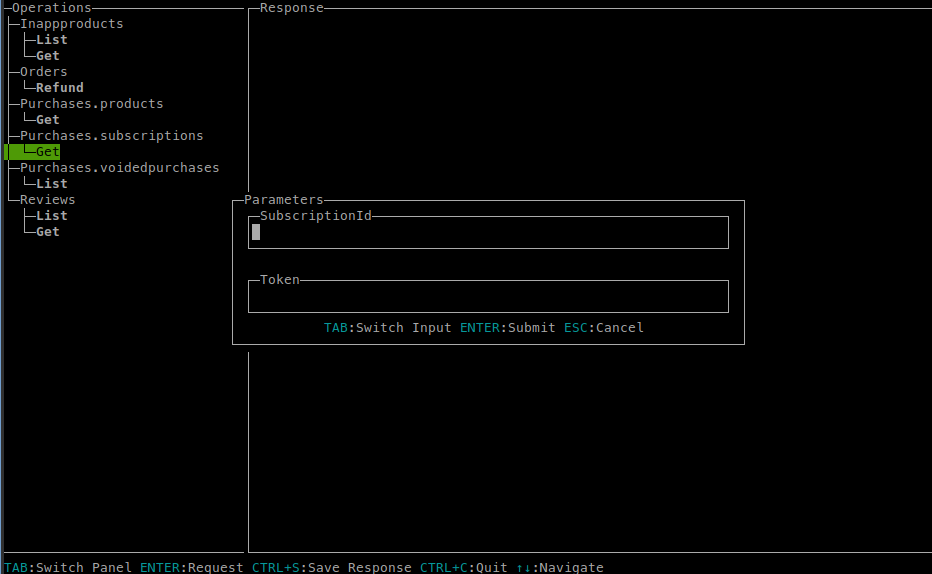 Operations
Inappproducts
List
Get
Orders
Refund
Purchases.products
Get
Purchases.subscriptions
Get
Purchases.voidedpurchases
List
Reviews
List
Get
Response
Parameters
SubscriptionId
Token
TAB:Switch Input ENTER:Submit ESC:Cancel
TAB:Switch Panel ENTER:Request CTRL+S:Save Response CTRL+C:Quit ↑↓:Navigate